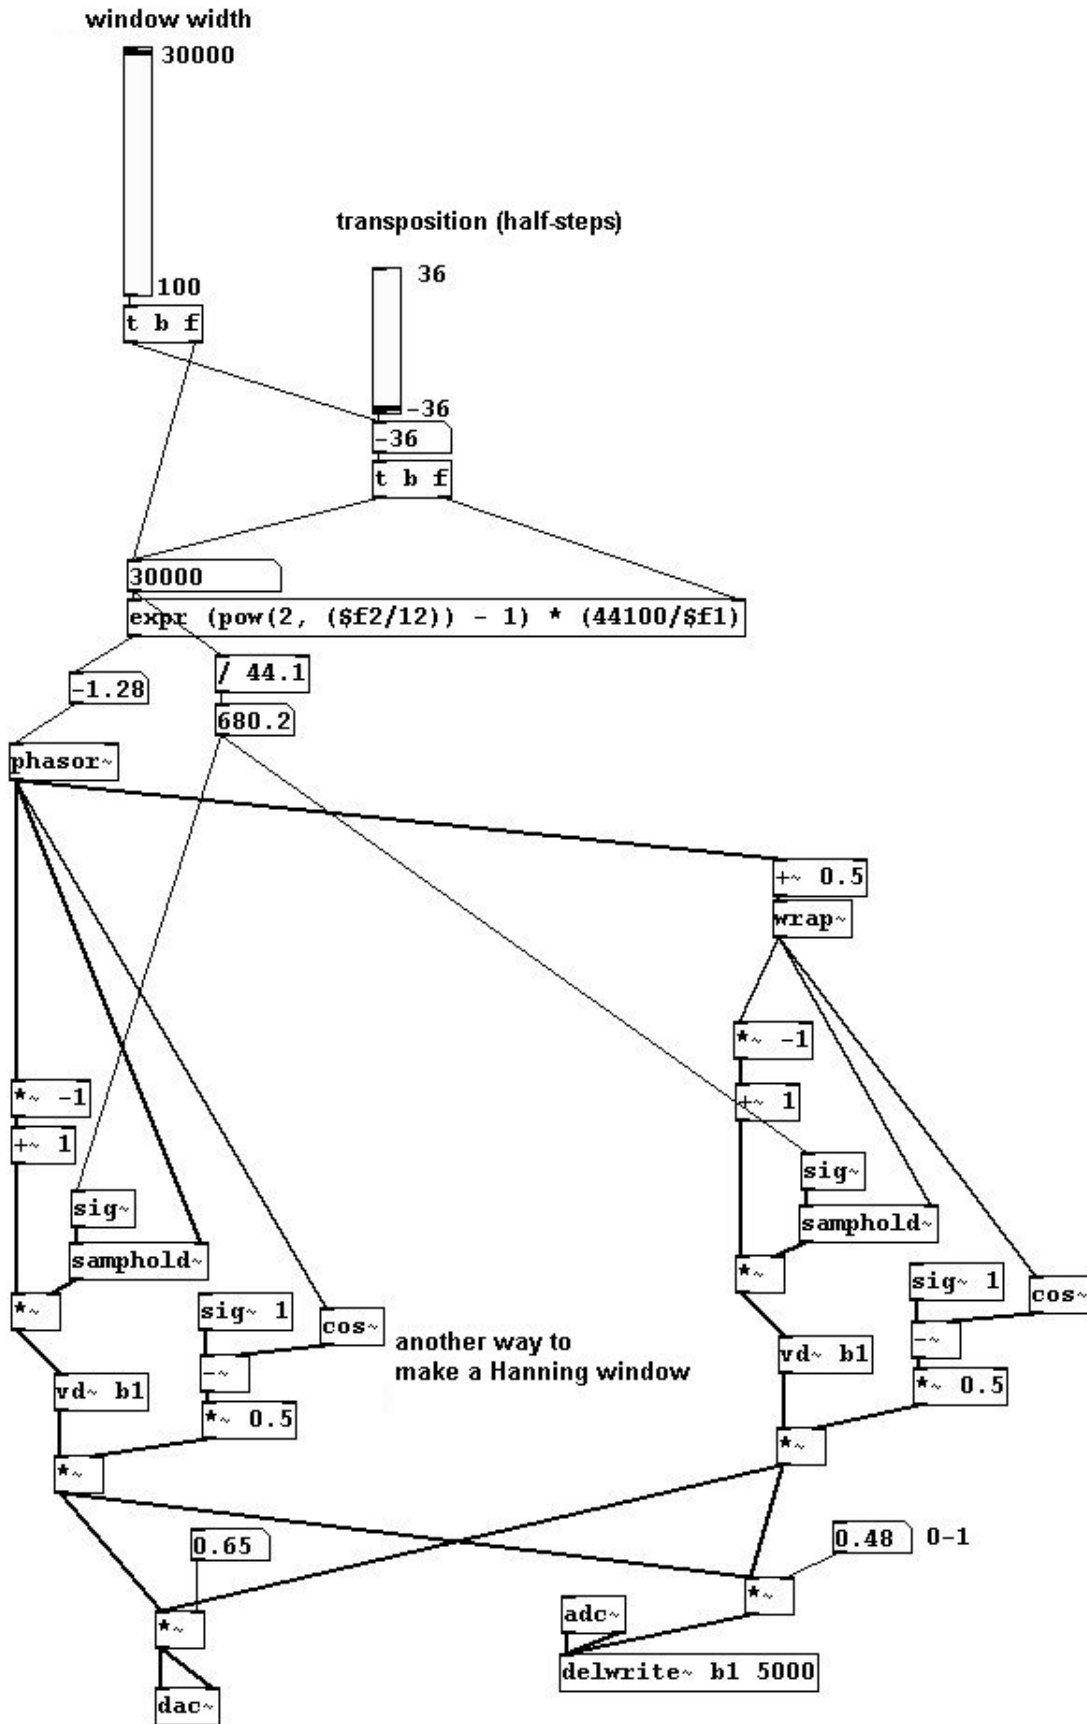 window width
30000
100
t b f
transposition (half-steps)
36
-36
-36
t b f
30000
expr (pow(2, ($f2/12)) - 1) * (44100/$f1)
-1.28
/ 44.1
680.2
phasor~
+~ 0.5
wrap~
*~ -1
+~ 1
*~ -1
+~ 1
sig~
samphold~
sig~
samphold~
*~
*~
sig~ 1
cos~
sig~ 1
cos~
another way to
make a Hanning window
-~
-~
vd~ b1
vd~ b1
*~ 0.5
*~ 0.5
*~
*~
0.65
0.48 0-1
*~
*~
adc~
delwrite~ b1 5000
dac~